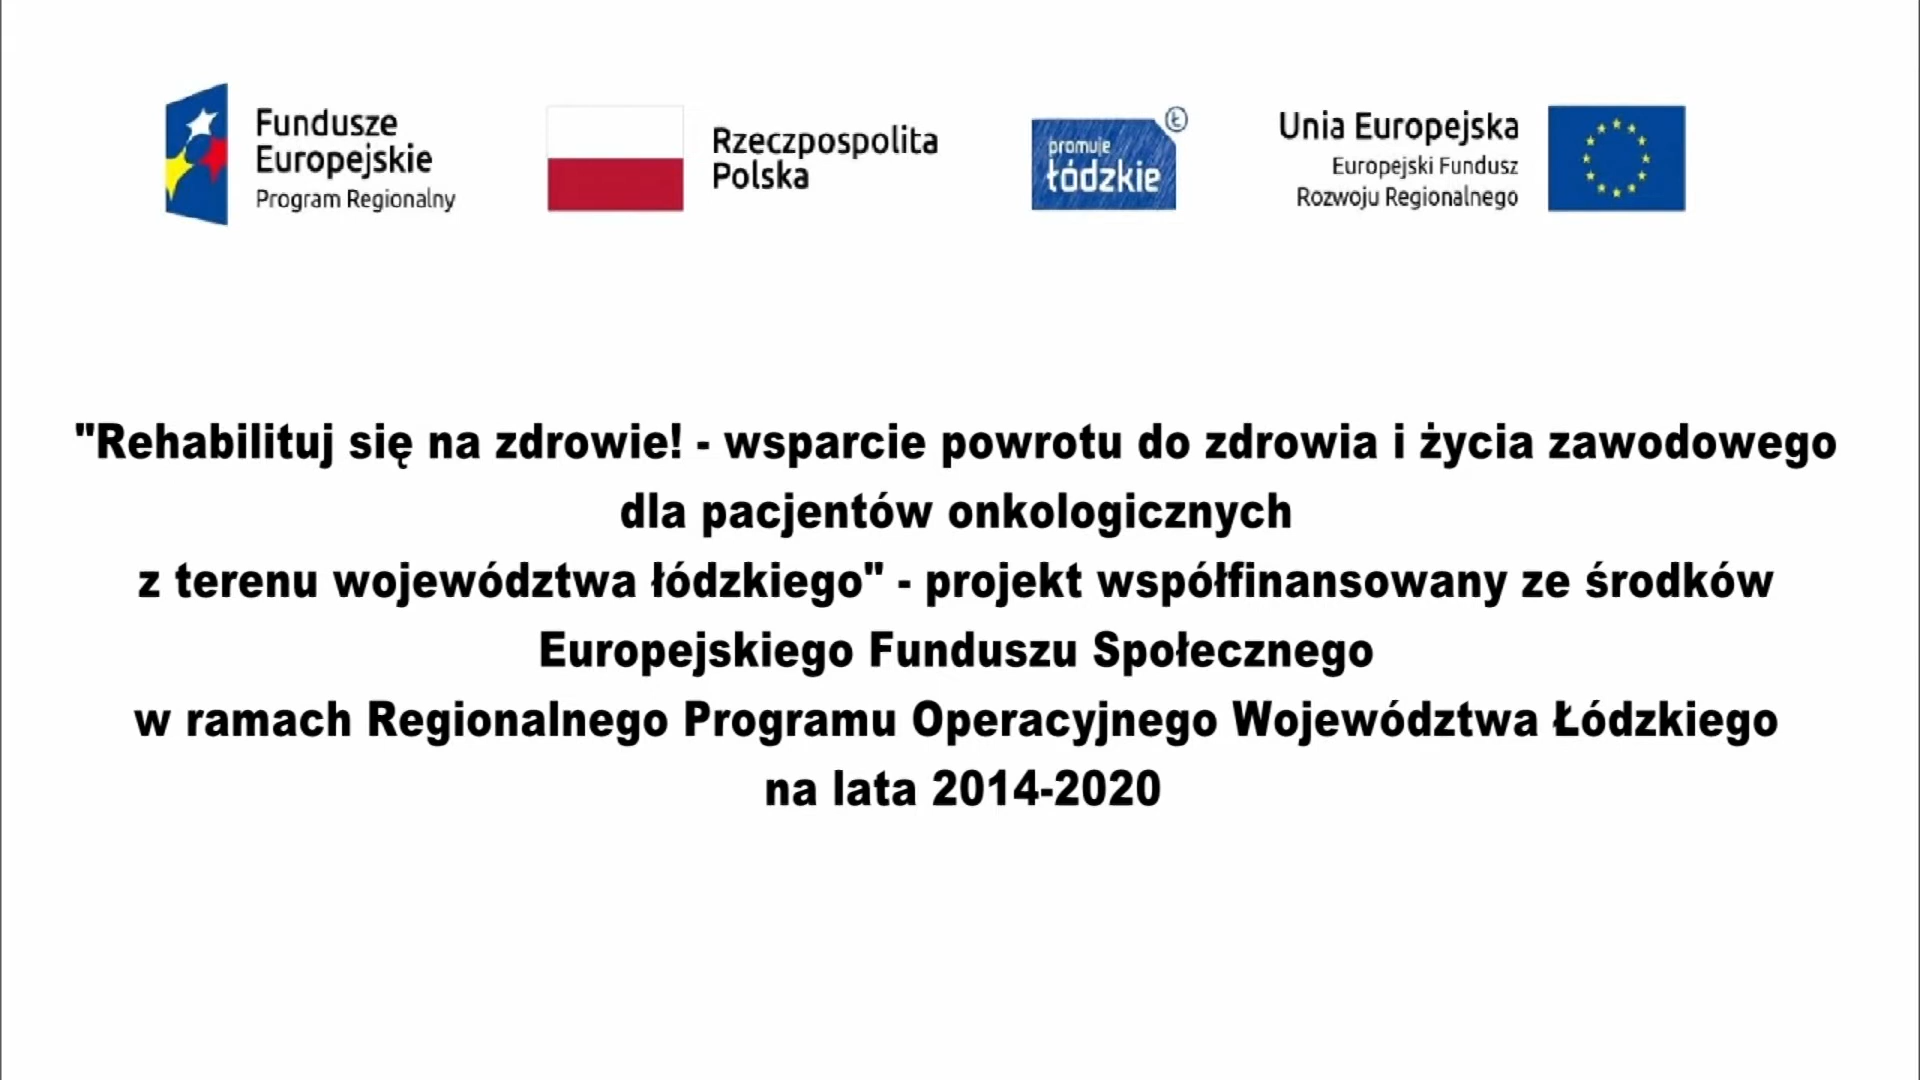 Fundusze
Europejskie
Program Regionalny
Rzeczpospolita
Polska
promuje
łódzkie
Ł
Unia Europejska
Europejski Fundusz
Rozwoju Regionalnego
"Rehabilituj się na zdrowie! - wsparcie powrotu do zdrowia i życia zawodowego
dla pacjentów onkologicznych
z terenu województwa łódzkiego" - projekt współfinansowany ze środków
Europejskiego Funduszu Społecznego
w ramach Regionalnego Programu Operacyjnego Województwa Łódzkiego
na lata 2014-2020